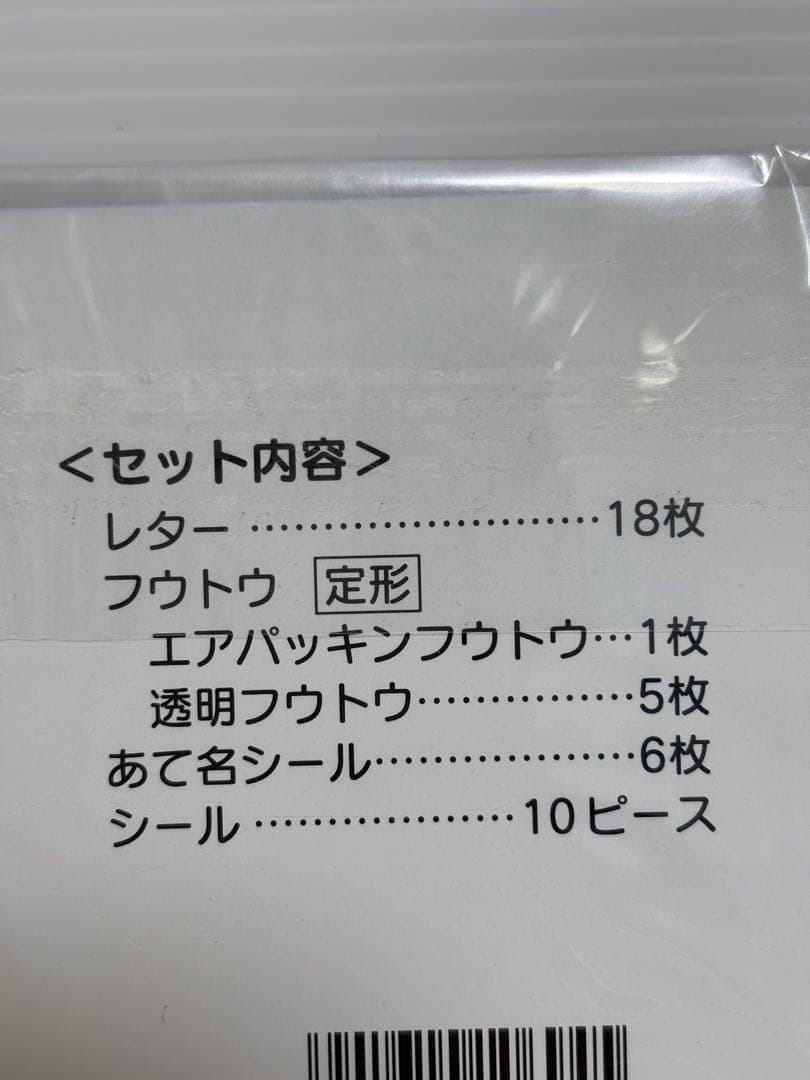 ＜セット内容＞
レター ………………………18枚
フウトウ 定形
エアパッキンフウトウ…1枚
透明フウトウ……………5枚
あて名シール………………6枚
シール ………………10ピース